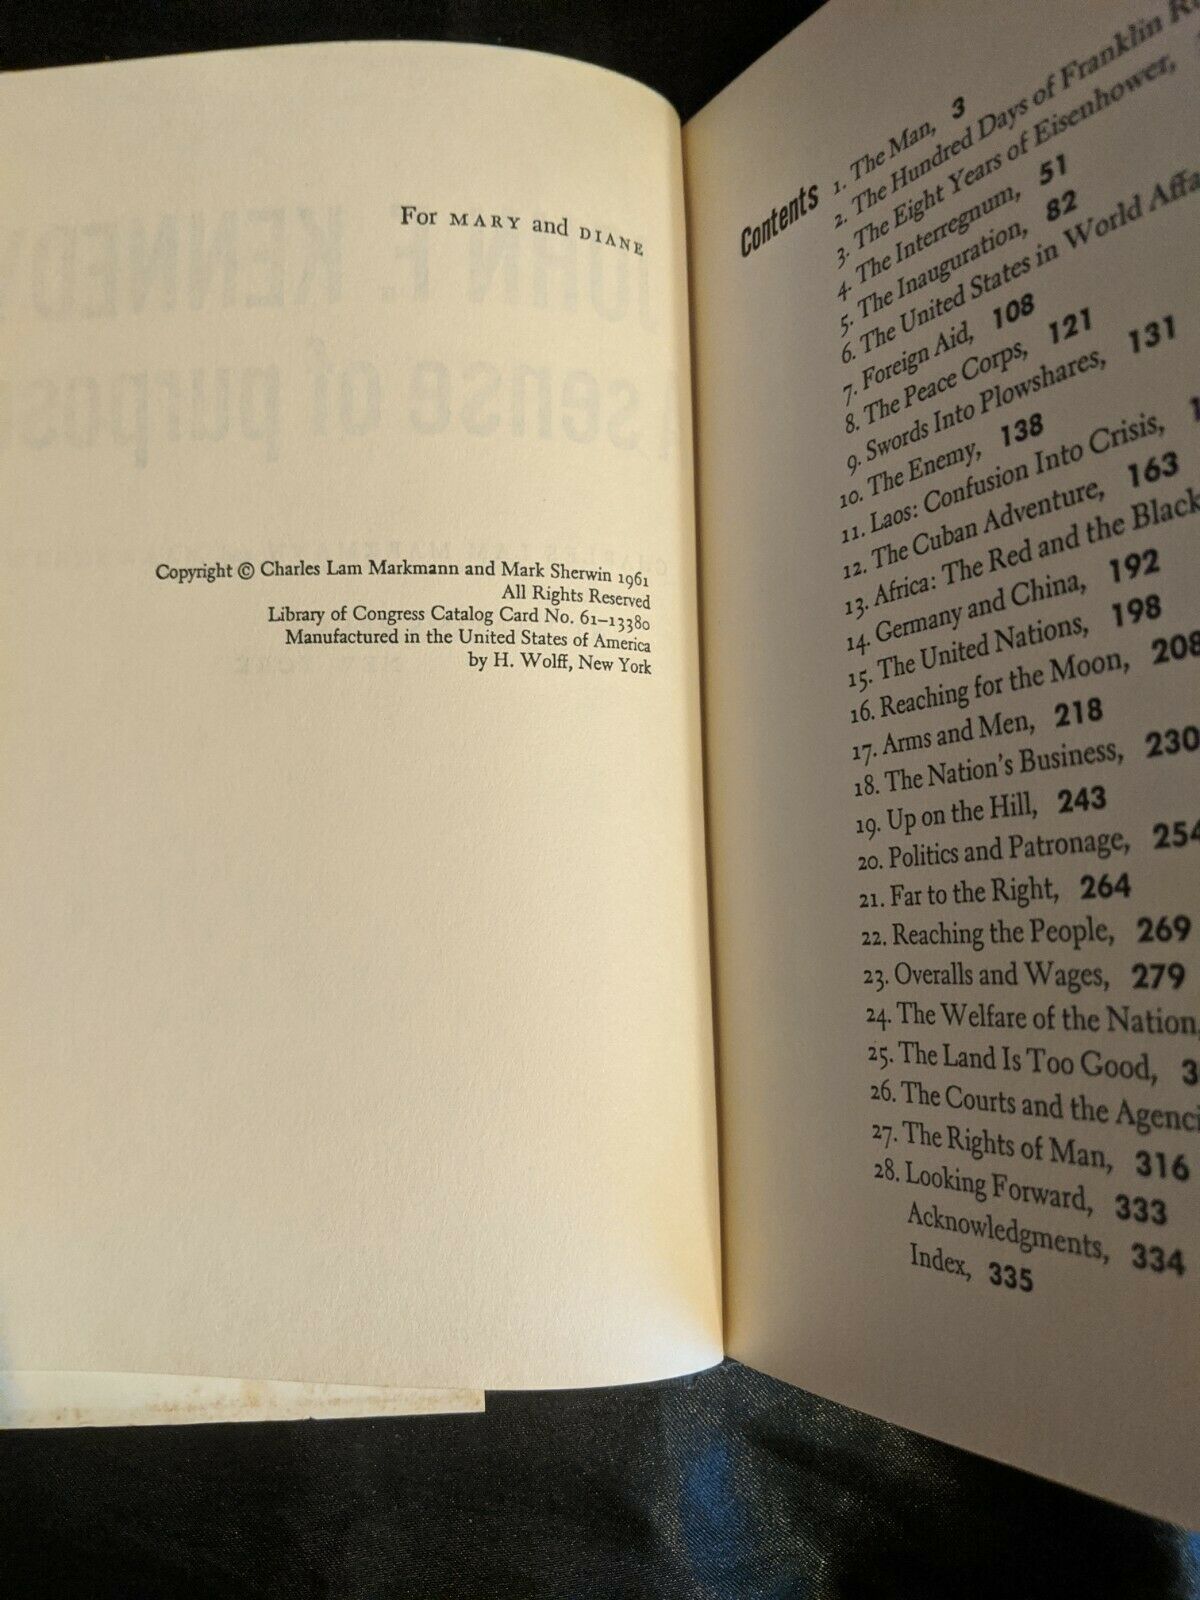 For MARY and DIANE
Copyright © Charles Lam Markmann and Mark Sherwin 1961
All Rights Reserved
Library of Congress Catalog Card No. 61–13380
Manufactured in the United States of America
by H. Wolff, New York
Contents
1. The Man, 3
2. The Hundred Days of Franklin
3. The Eight Years of Eisenhower,
4. The Interregnum, 51
5. The Inauguration, 82
6. The United States in World
7. Foreign Aid, 108
8. The Peace Corps, 121
9. Swords Into Plowshares, 131
10. The Enemy, 138
11. Laos: Confusion Into Crisis,
12. The Cuban Adventure, 163
13. Africa: The Red and the Black
14. Germany and China, 192
15. The United Nations, 198
16. Reaching for the Moon, 208
17. Arms and Men, 218
18. The Nation's Business, 230
19. Up on the Hill, 243
20. Politics and Patronage, 254
21. Far to the Right, 264
22. Reaching the People, 269
23. Overalls and Wages, 279
24. The Welfare of the Nation,
25. The Land Is Too Good,
26. The Courts and the
27. The Rights of Man, 316
28. Looking Forward, 333
Acknowledgments, 334
Index, 335